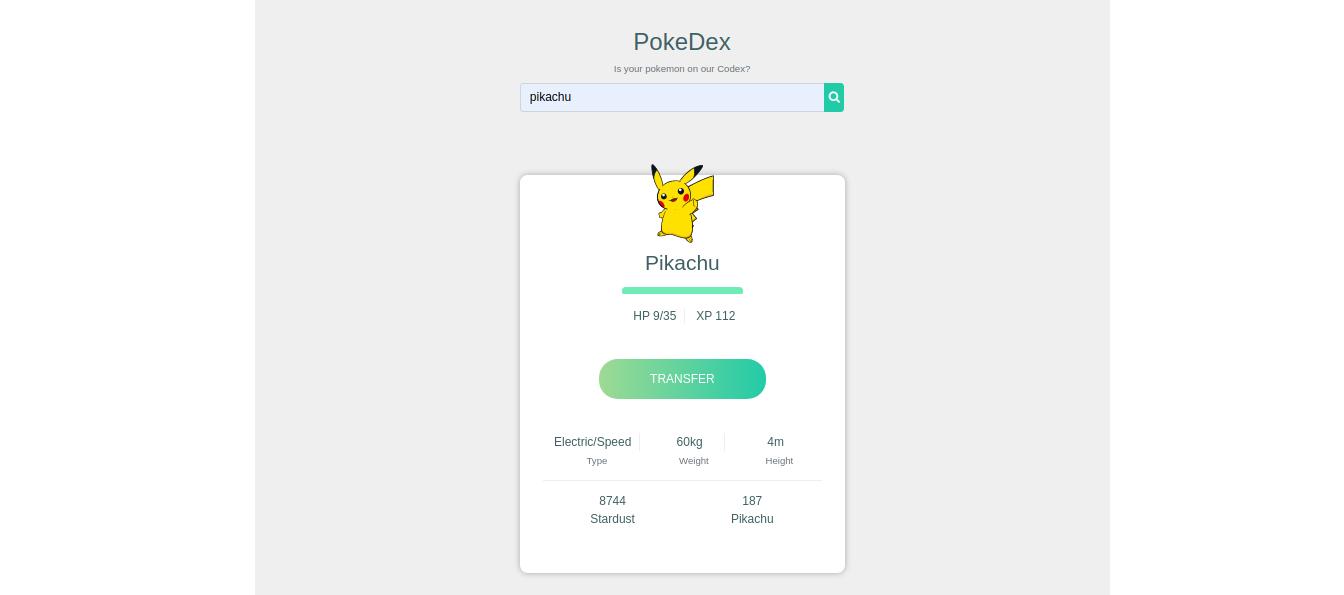 PokeDex
Is your pokemon on our Codex?
pikachu
Pikachu
HP 9/35 XP 112
TRANSFER
Electric/Speed 60kg 4m
Type Weight Height
8744 187
Stardust Pikachu